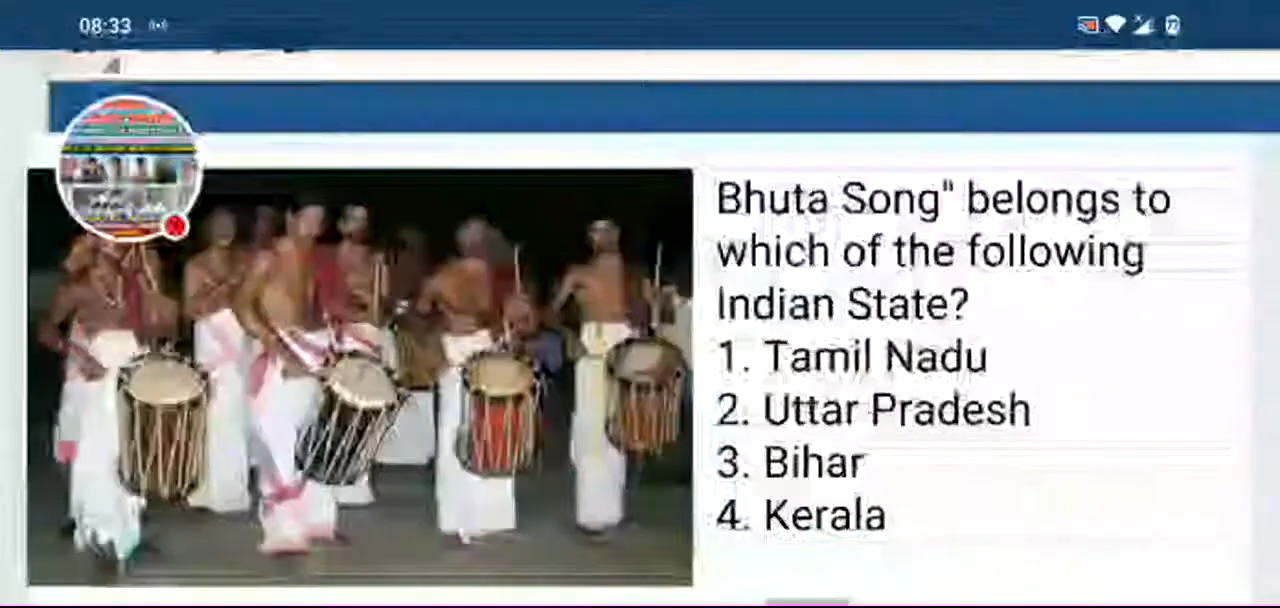 08:33
Bhuta Song" belongs to
which of the following
Indian State?
1. Tamil Nadu
2. Uttar Pradesh
3. Bihar
4. Kerala